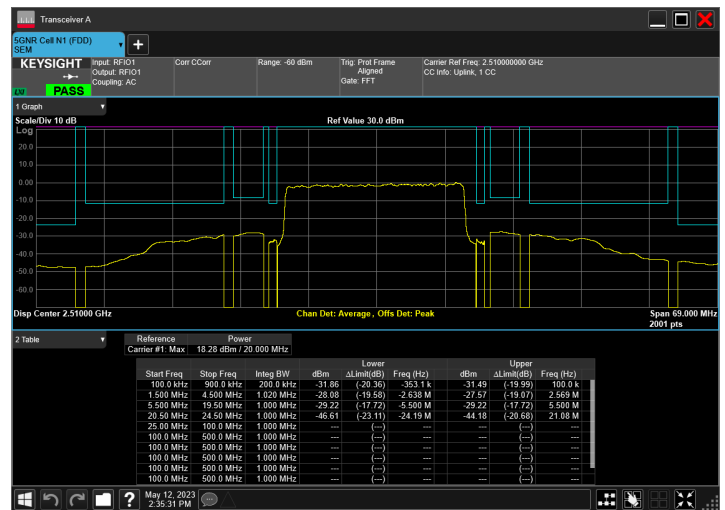 Transceiver A
5GNR Cell N1 (FDD)
SEM
+
KEYSIGHT Input: RFIO1 Corr CCorr Range: -60 dBm Trig: Prot Frame Carrier Ref Freq: 2.510000000 GHz
Output: RFIO1 Aligned CC Info: Uplink, 1 CC
Coupling: AC Gate: FFT
PASS
1 Graph
Scale/Div 10 dB Ref Value 30.0 dBm
Log
20.0
10.0
0.00
-10.0
-20.0
-30.0
-40.0
-50.0
-60.0
Disp Center 2.51000 GHz Chan Det: Average, Offs Det: Peak Span 69.000 MHz
2001 pts
2 Table
Reference Power
Carrier #1: Max 18.28 dBm / 20.000 MHz
Lower Upper
Start Freq Stop Freq Integ BW dBm ΔLimit(dB) Freq (Hz) dBm ΔLimit(dB) Freq (Hz)
100.0 kHz 900.0 kHz 200.0 kHz -31.86 (-20.36) -353.1 k -31.49 (-19.99) 100.0 k
1.500 MHz 4.500 MHz 1.020 MHz -28.08 (-19.58) -2.638 M -27.57 (-19.07) 2.569 M
5.500 MHz 19.50 MHz 1.000 MHz -29.22 (-17.72) -5.500 M -29.22 (-17.72) 5.500 M
20.50 MHz 24.50 MHz 1.000 MHz -46.61 (-23.11) -24.19 M -44.18 (-20.68) 21.08 M
25.00 MHz 100.0 MHz 1.000 MHz --- (---) --- --- (---) ---
100.0 MHz 500.0 MHz 1.000 MHz --- (---) --- --- (---) ---
100.0 MHz 500.0 MHz 1.000 MHz --- (---) --- --- (---) ---
100.0 MHz 500.0 MHz 1.000 MHz --- (---) --- --- (---) ---
100.0 MHz 500.0 MHz 1.000 MHz --- (---) --- --- (---) ---
100.0 MHz 500.0 MHz 1.000 MHz --- (---) --- --- (---) ---
? May 12, 2023
2:35:31 PM